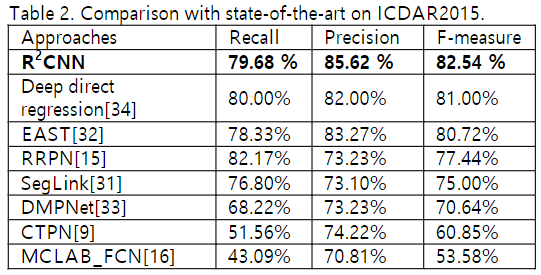 Table 2. Comparison with state-of-the-art on ICDAR2015.
Approaches Recall Precision F-measure
R²CNN 79.68 % 85.62 % 82.54 %
Deep direct
regression[34] 80.00% 82.00% 81.00%
EAST[32] 78.33% 83.27% 80.72%
RRPN[15] 82.17% 73.23% 77.44%
SegLink[31] 76.80% 73.10% 75.00%
DMPNet[33] 68.22% 73.23% 70.64%
CTPN[9] 51.56% 74.22% 60.85%
MCLAB_FCN[16] 43.09% 70.81% 53.58%